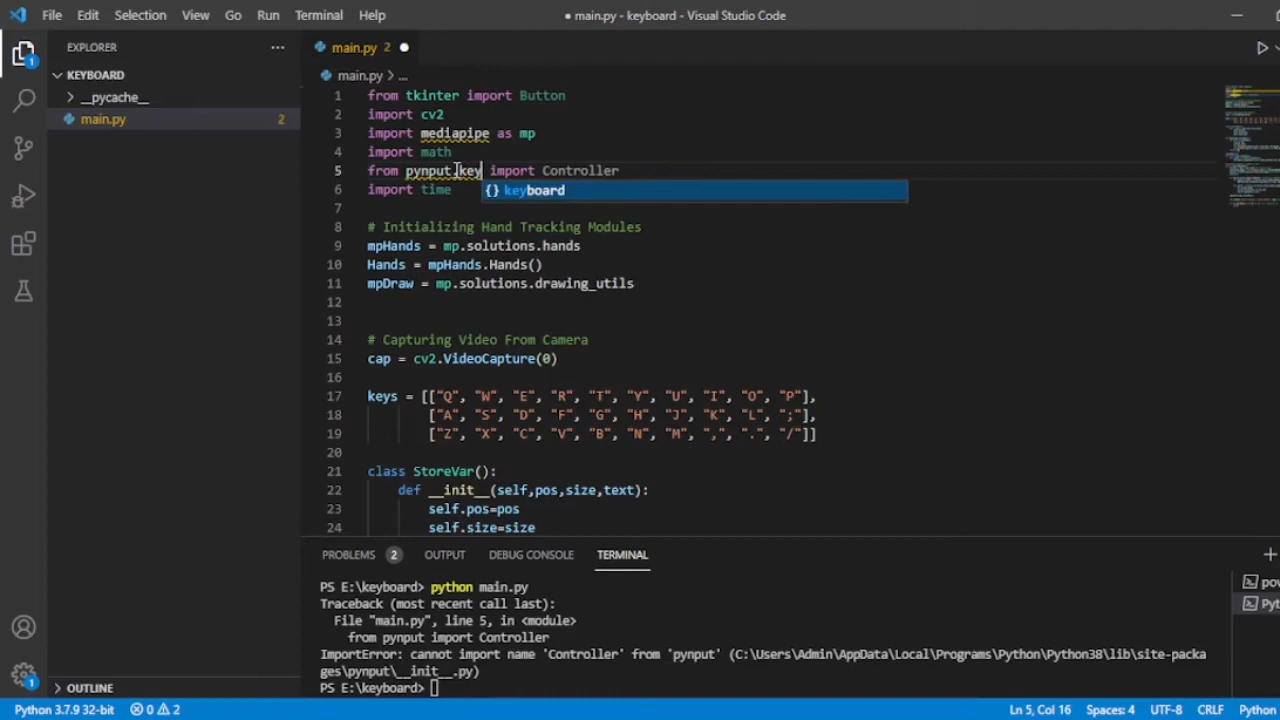 File Edit Selection View Go Run Terminal Help
● main.py - keyboard - Visual Studio Code
EXPLORER ...
main.py 2 ●
1
KEYBOARD
main.py > ...
> __pycache__
main.py 2
1 from tkinter import Button
2 import cv2
3 import mediapipe as mp
4 import math
5 from pynput.key import Controller
6 import time
{} keyboard
7
8 # Initializing Hand Tracking Modules
9 mpHands = mp.solutions.hands
10 Hands = mpHands.Hands()
11 mpDraw = mp.solutions.drawing_utils
12
13
14 # Capturing Video From Camera
15 cap = cv2.VideoCapture(0)
16
17 keys = [["Q", "W", "E", "R", "T", "Y", "U", "I", "O", "P"],
18 ["A", "S", "D", "F", "G", "H", "J", "K", "L", ";"],
19 ["Z", "X", "C", "V", "B", "N", "M", ",", ".", "/"]]
20
21 class StoreVar():
22 def __init__(self,pos,size,text):
23 self.pos=pos
24 self.size=size
PROBLEMS 2 OUTPUT DEBUG CONSOLE TERMINAL
PS E:\keyboard> python main.py
Traceback (most recent call last):
File "main.py", line 5, in <module>
from pynput import Controller
ImportError: cannot import name 'Controller' from 'pynput' (C:\Users\Admin\AppData\Local\Programs\Python\Python38\lib\site-packa
ges\pynput\__init__.py)
PS E:\keyboard>
pov
Pyt
1
OUTLINE
Python 3.7.9 32-bit 0 2 Ln 5, Col 16 Spaces: 4 UTF-8 CRLF Python